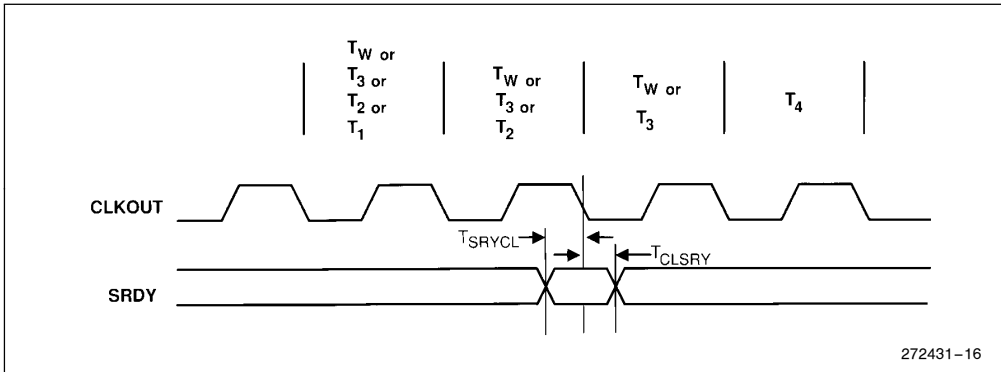 T_W or
T_3 or
T_2 or
T_1
T_W or
T_3 or
T_2
T_W or
T_3
T_4
CLKOUT
T_SRYCL
T_CLSRY
SRDY
272431–16